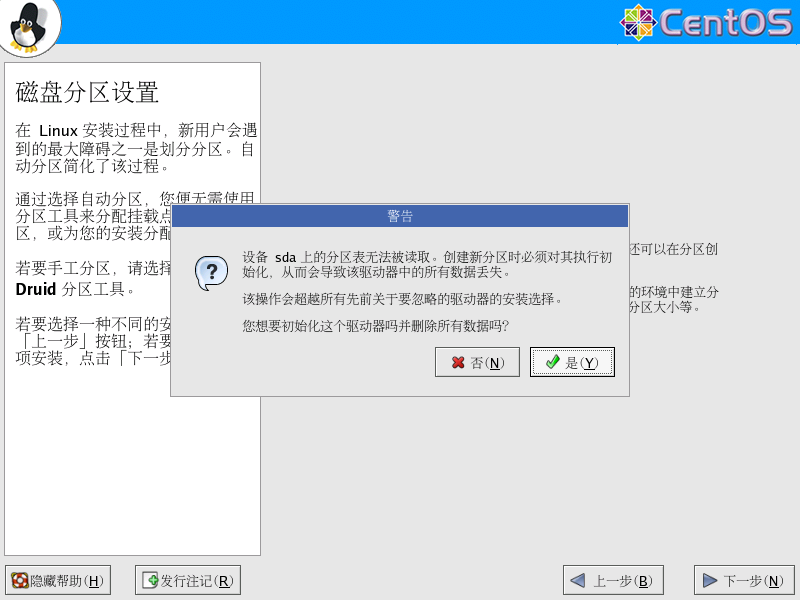 CentOS
磁盘分区设置
在 Linux 安装过程中，新用户会遇
到的最大障碍之一是划分分区。自
动分区简化了该过程。
通过选择自动分区，您便无需使用
分区工具来分配挂载点
区，或为您的安装分配
若要手工分区，请选择
Druid 分区工具。
若要选择一种不同的安
「上一步」按钮；若要
项安装，点击「下一步
还可以在分区创
的环境中建立分
分区大小等。
警告
设备 sda 上的分区表无法被读取。创建新分区时必须对其执行初
始化，从而会导致该驱动器中的所有数据丢失。
该操作会超越所有先前关于要忽略的驱动器的安装选择。
您想要初始化这个驱动器吗并删除所有数据吗?
否(N)
是(Y)
隐藏帮助(H)
发行注记(R)
上一步(B)
下一步(N)